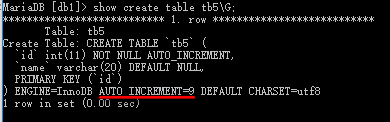 MariaDB [db1]> show create table tb5\G;
*************************** 1. row ***************************
Table: tb5
Create Table: CREATE TABLE `tb5` (
`id` int(11) NOT NULL AUTO_INCREMENT,
`name` varchar(20) DEFAULT NULL,
PRIMARY KEY (`id`)
) ENGINE=InnoDB AUTO_INCREMENT=9 DEFAULT CHARSET=utf8
1 row in set (0.00 sec)